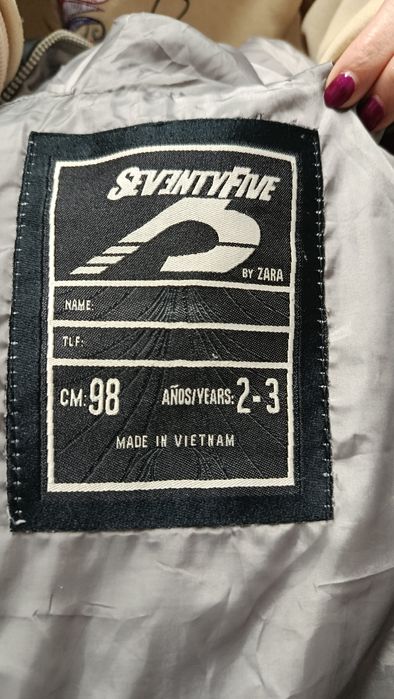 SEVENTYFIVE
BY ZARA
NAME:
TLF:
CM: 98 AÑOS/YEARS: 2-3
MADE IN VIETNAM